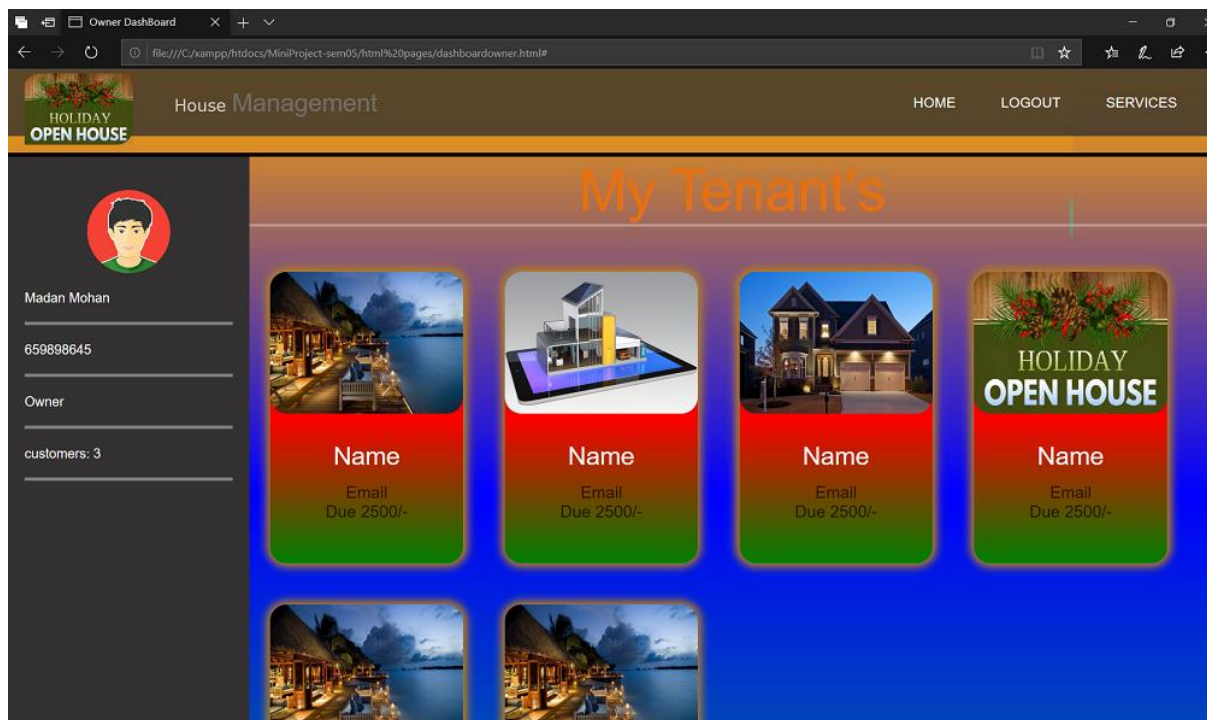 Owner DashBoard
file:///C:/xampp/htdocs/MiniProject-sem05/html%20pages/dashboardowner.html#
HOLIDAY
OPEN HOUSE
House Management
HOME LOGOUT SERVICES
My Tenant's
Madan Mohan
659898645
Owner
customers: 3
HOLIDAY
OPEN HOUSE
Name Name Name Name
Email Email Email Email
Due 2500/- Due 2500/- Due 2500/- Due 2500/-